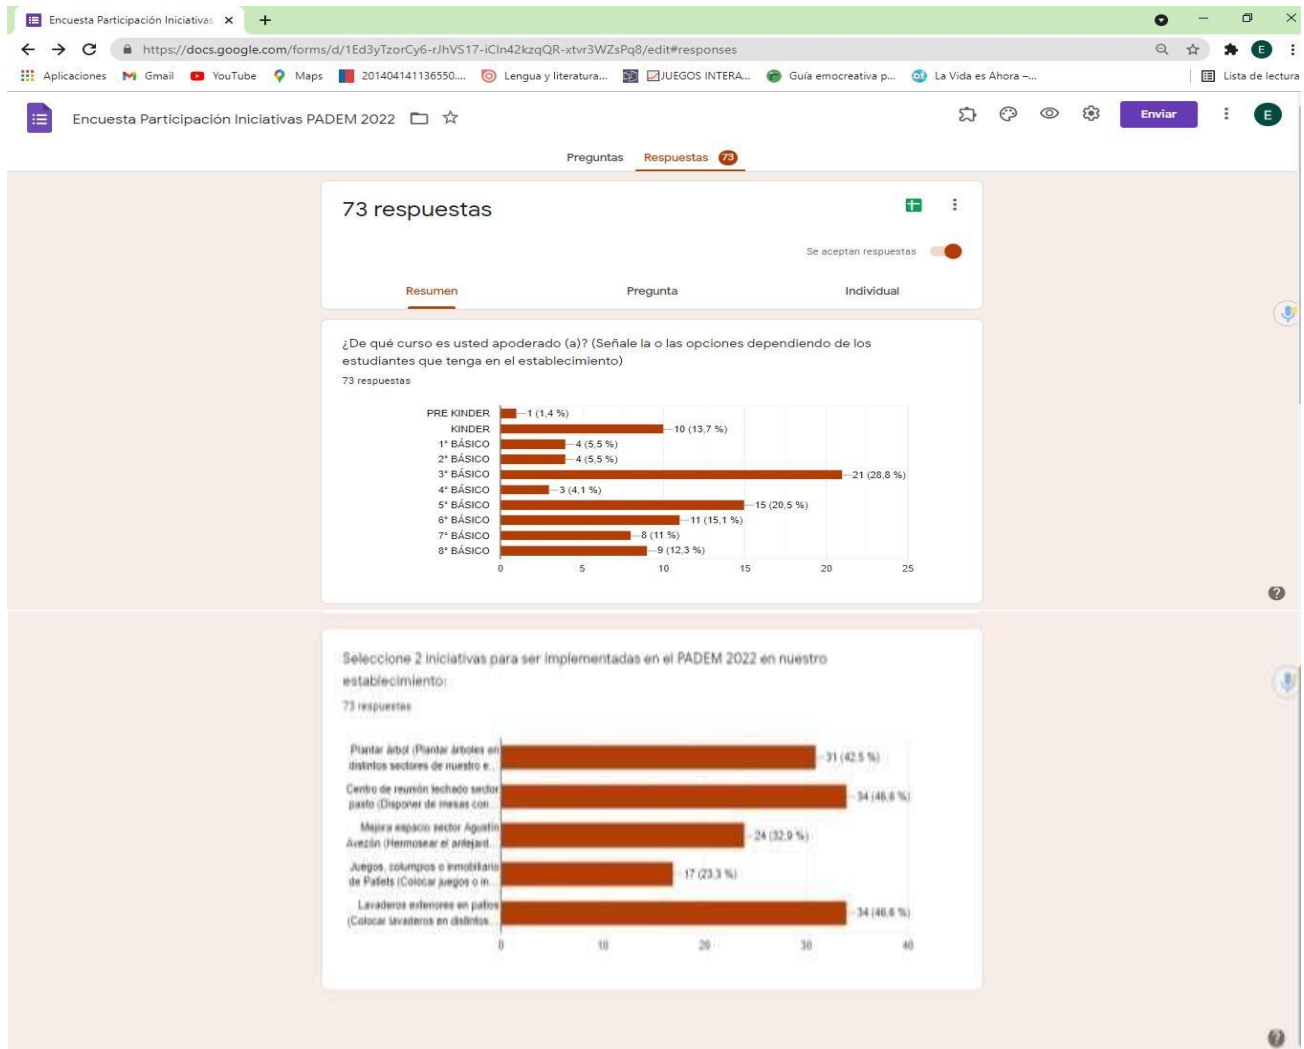 Encuesta Participación Iniciativas
https://docs.google.com/forms/d/1Ed3yTzorCy6-rJhVS17-iCln42kzqQR-xtvr3WZsPq8/edit#responses
E
Aplicaciones Gmail YouTube Maps 201404141136550.... Lengua y literatura... JUEGOS INTERA... Guía emocreativa p... La Vida es Ahora –... Lista de lectura
Encuesta Participación Iniciativas PADEM 2022 Enviar E
Preguntas Respuestas 73
73 respuestas
Se aceptan respuestas
Resumen Pregunta Individual
¿De qué curso es usted apoderado (a)? (Señale la o las opciones dependiendo de los
estudiantes que tenga en el establecimiento)
73 respuestas
PRE KINDER 1 (1,4 %)
KINDER 10 (13,7 %)
1° BÁSICO 4 (5,5 %)
2° BÁSICO 4 (5,5 %)
3° BÁSICO 21 (28,8 %)
4° BÁSICO 3 (4,1 %)
5° BÁSICO 15 (20,5 %)
6° BÁSICO 11 (15,1 %)
7° BÁSICO 8 (11 %)
8° BÁSICO 9 (12,3 %)
0 5 10 15 20 25
Seleccione 2 iniciativas para ser implementadas en el PADEM 2022 en nuestro
establecimiento:
73 respuestas
Plantar árbol (Plantar árboles en
distintos sectores de nuestro e...
31 (42,5 %)
Centro de reunión techado sector
pasto (Disponer de mesas con...
34 (46,6 %)
Mejora espacio sector Agustín
Avezón (Hermosear el antejard...
24 (32,9 %)
Juegos, columpios o inmobiliario
de Pallets (Colocar juegos o in...
17 (23,3 %)
Lavaderos exteriores en patios
(Colocar lavaderos en distintos...
34 (46,6 %)
0 10 20 30 40